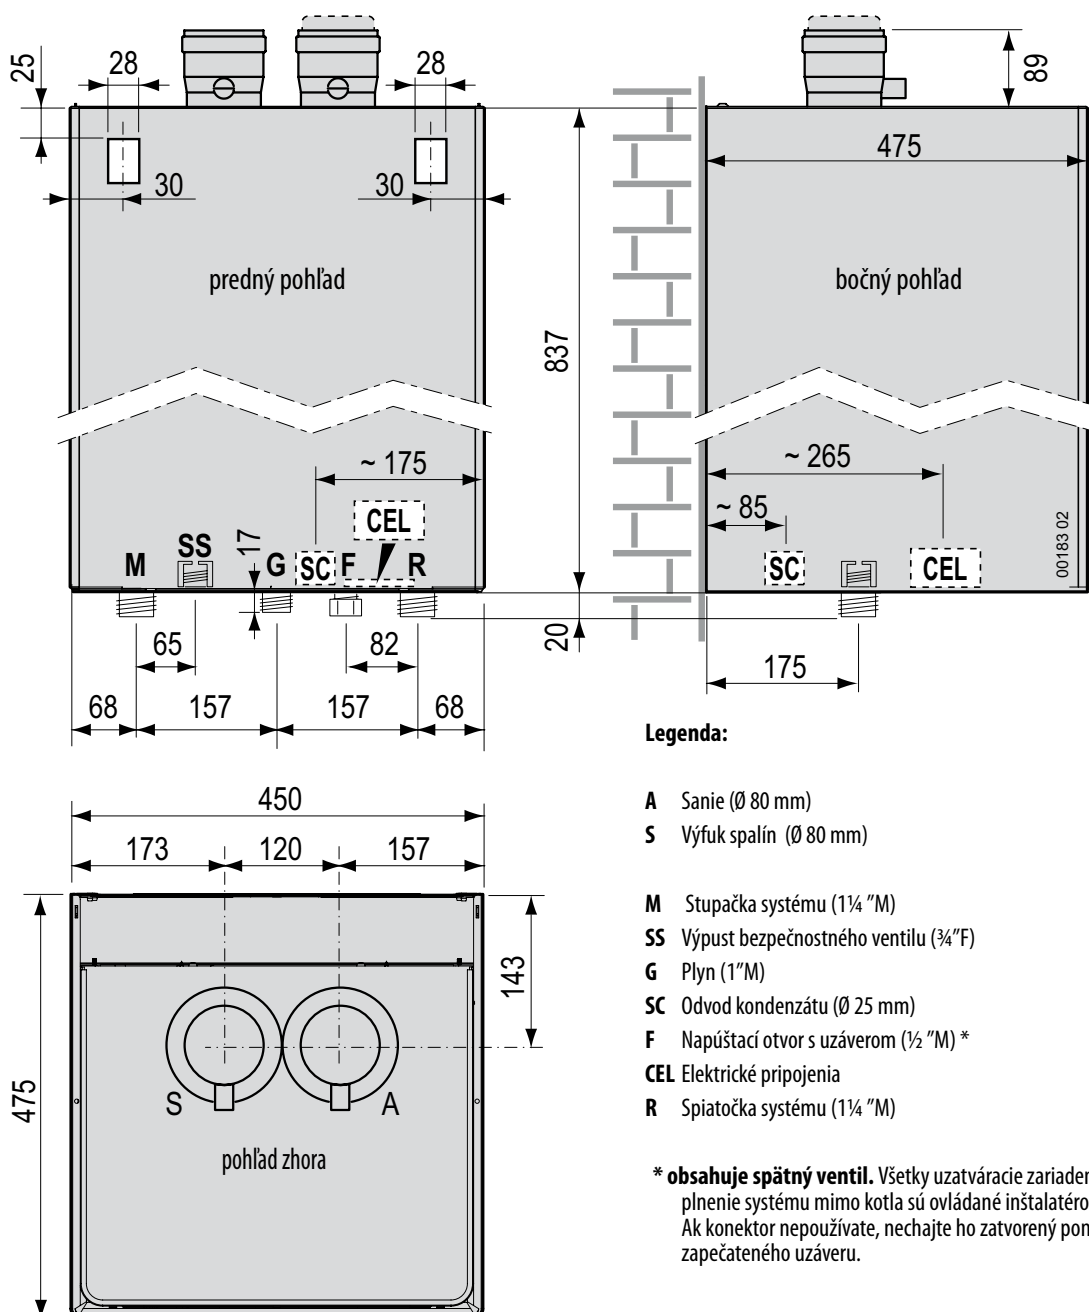 25
28
28
89
475
30
30
predný pohľad
bočný pohľad
837
~ 175
~ 265
CEL
~ 85
17
M
SS
G
SC
F
R
SC
CEL
00183 02
20
65
82
175
68
157
157
68
450
173
120
157
143
475
S
A
pohľad zhora
Legenda:
A Sanie (Ø 80 mm)
S Výfuk spalín (Ø 80 mm)
M Stupačka systému (1¼ "M)
SS Výpust bezpečnostného ventilu (¾"F)
G Plyn (1"M)
SC Odvod kondenzátu (Ø 25 mm)
F Napúštací otvor s uzáverom (½ "M) *
CEL Elektrické pripojenia
R Spiatočka systému (1¼ "M)
* obsahuje spätný ventil. Všetky uzatváracie
plnenie systému mimo kotla sú ovládané
Ak konektor nepoužívate, nechajte ho zatvorený
zapečateného uzáveru.